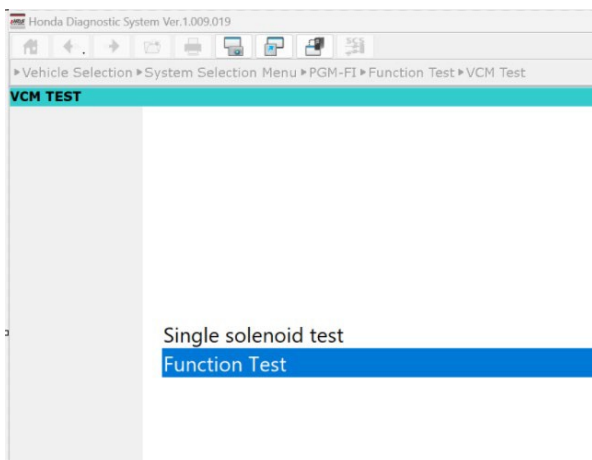 Honda Diagnostic System Ver.1.009.019
▶Vehicle Selection▶System Selection Menu▶PGM-FI▶Function Test▶VCM Test
VCM TEST
Single solenoid test
Function Test